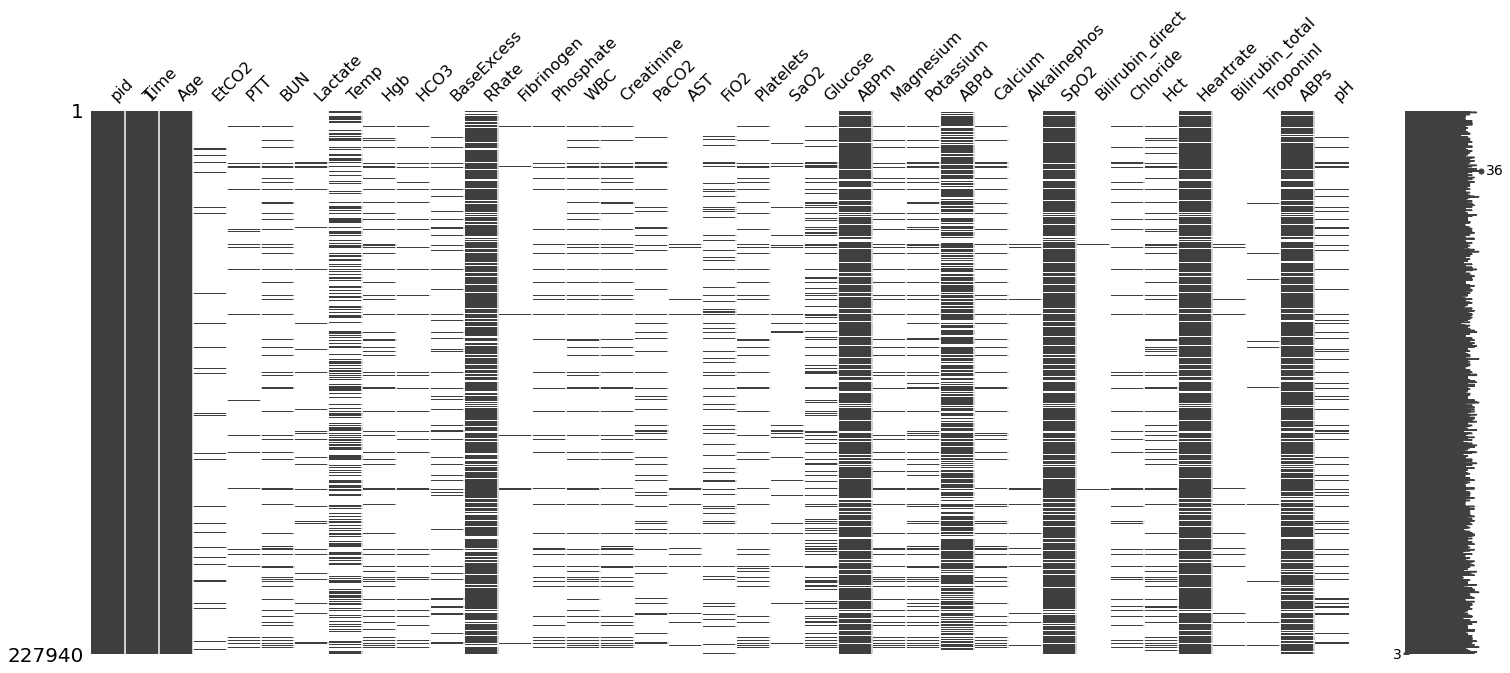 pid Time Age EtCO2 PTT BUN Lactate Temp Hgb HCO3 BaseExcess RRate Fibrinogen Phosphate WBC Creatinine PaCO2 AST FiO2 Platelets SaO2 Glucose ABPm Magnesium Potassium ABPd Calcium Alkalinephos SpO2 Bilirubin_direct Chloride Hct Heartrate Bilirubin_total TroponinI ABPs pH
1
36
227940
3